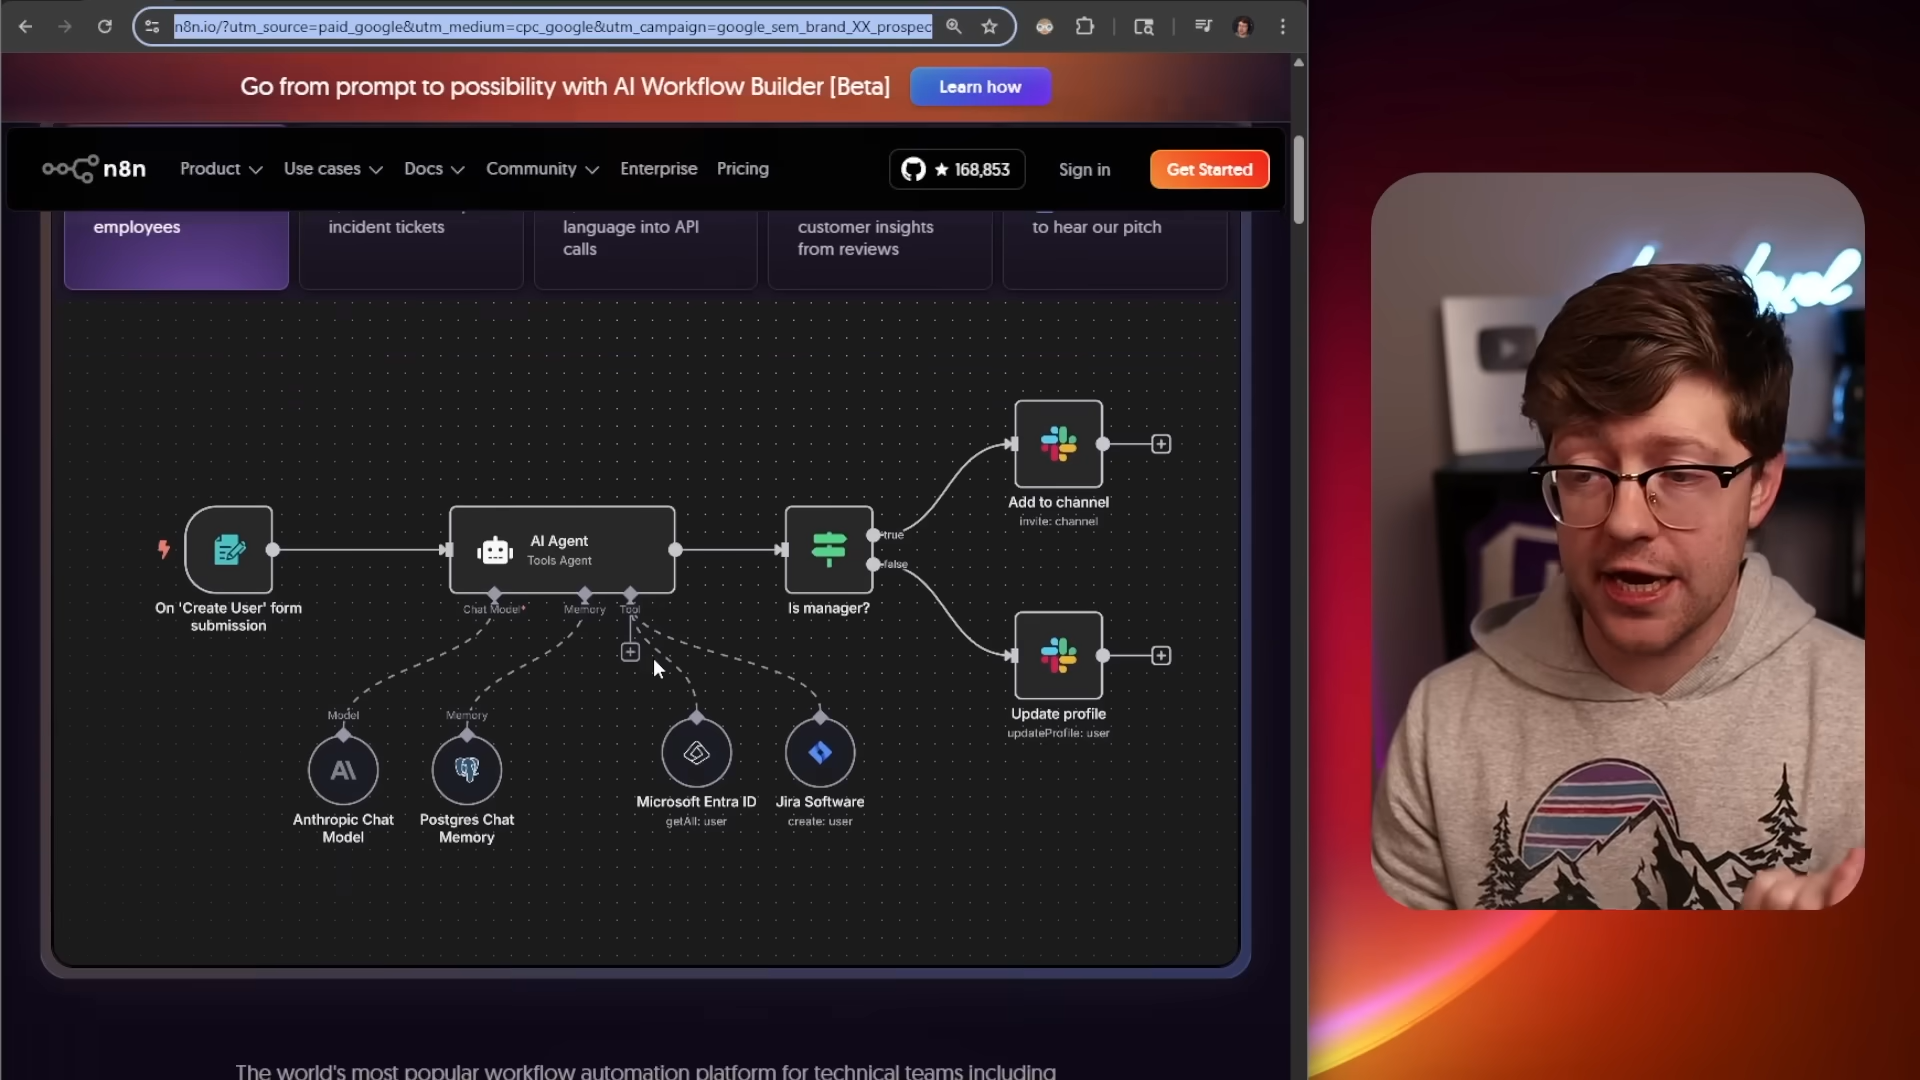 n8n.io/?utm_source=paid_google&utm_medium=cpc_google&utm_campaign=google_sem_brand_XX_prospec
Go from prompt to possibility with AI Workflow Builder [Beta]
Learn how
n8n
Product
Use cases
Docs
Community
Enterprise
Pricing
★ 168,853
Sign in
Get Started
employees
incident tickets
language into API
calls
customer insights
from reviews
to hear our pitch
On 'Create User' form
submission
AI Agent
Tools Agent
Chat Model*
Memory
Tool
Is manager?
true
false
Add to channel
invite: channel
Update profile
updateProfile: user
Model
Memory
Anthropic Chat
Model
Postgres Chat
Memory
Microsoft Entra ID
getAll: user
Jira Software
create: user
The world's most popular workflow automation platform for technical teams including